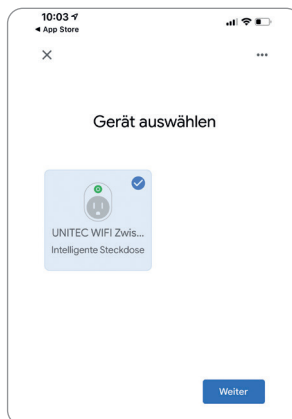 10:03
◀ App Store
Gerät auswählen
UNITEC WIFI Zwis...
Intelligente Steckdose
Weiter